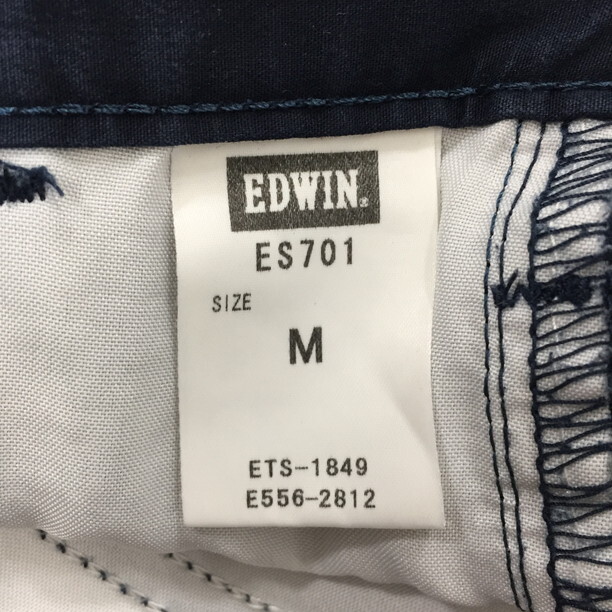 EDWIN®
ES701
SIZE
M
ETS-1849
E556-2812